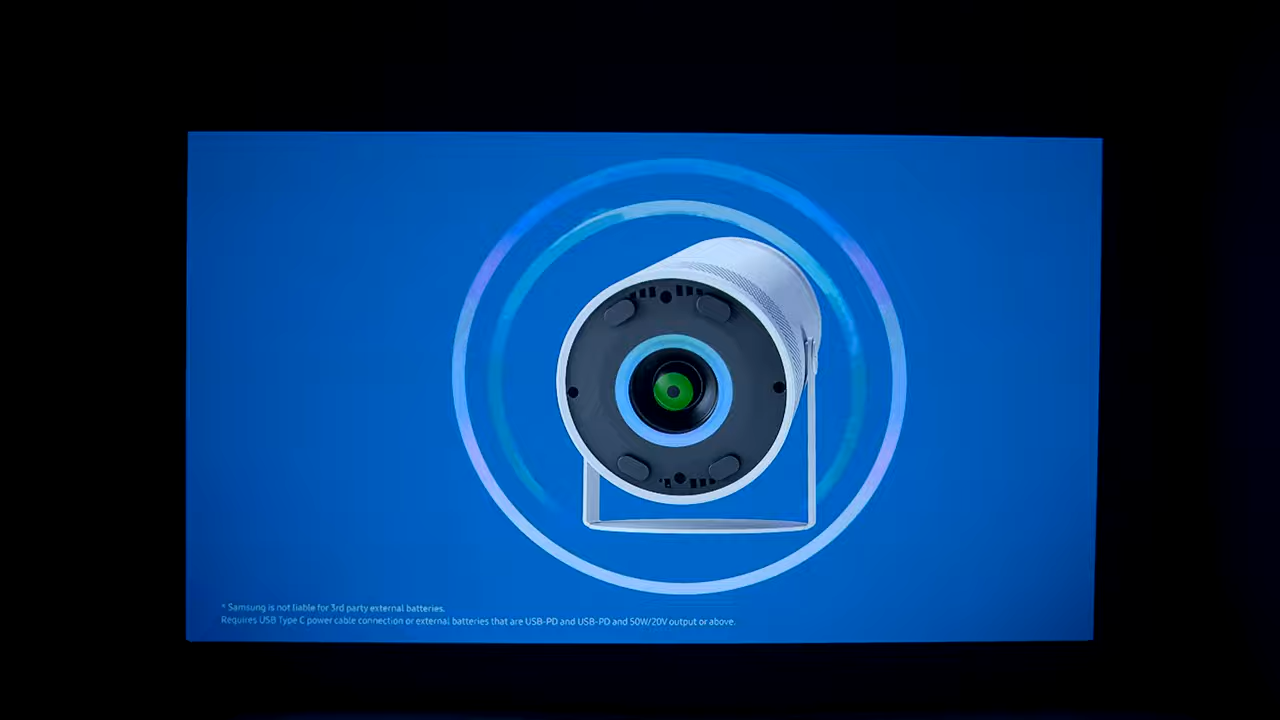 * Samsung is not liable for 3rd party external batteries.
Requires USB Type C power cable connection or external batteries that are USB-PD and USB-PD and 50W/20V output or above.